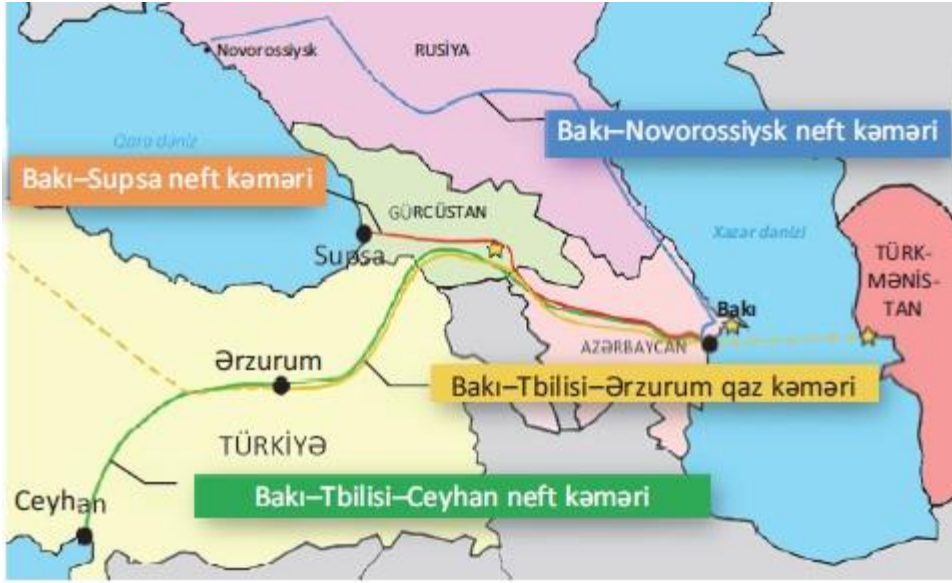 Novorossiysk
RUSİYA
Bakı–Novorossiysk neft kəməri
Qara dəniz
Bakı–Supsa neft kəməri
GÜRCÜSTAN
Supsa
Xəzər dənizi
TÜRK-
MƏNİS-
TAN
Bakı
AZƏRBAYCAN
Ərzurum
Bakı–Tbilisi–Ərzurum qaz kəməri
TÜRKİYƏ
Bakı–Tbilisi–Ceyhan neft kəməri
Ceyhan